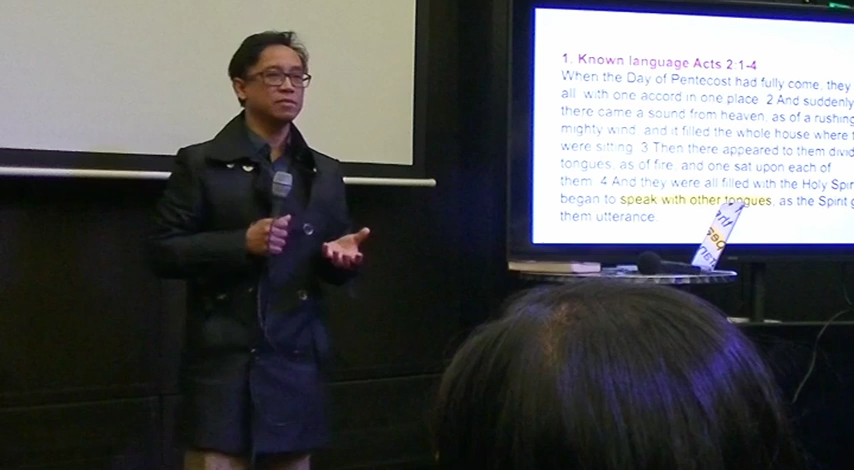 1. Known language Acts 2:1-4
When the Day of Pentecost had fully come, they
all with one accord in one place 2 And suddenly
there came a sound from heaven, as of a rushing
mighty wind, and it filled the whole house where
were sitting. 3 Then there appeared to them
tongues, as of fire, and one sat upon each of
them. 4 And they were all filled with the Holy
began to speak with other tongues, as the Spirit
them utterance.